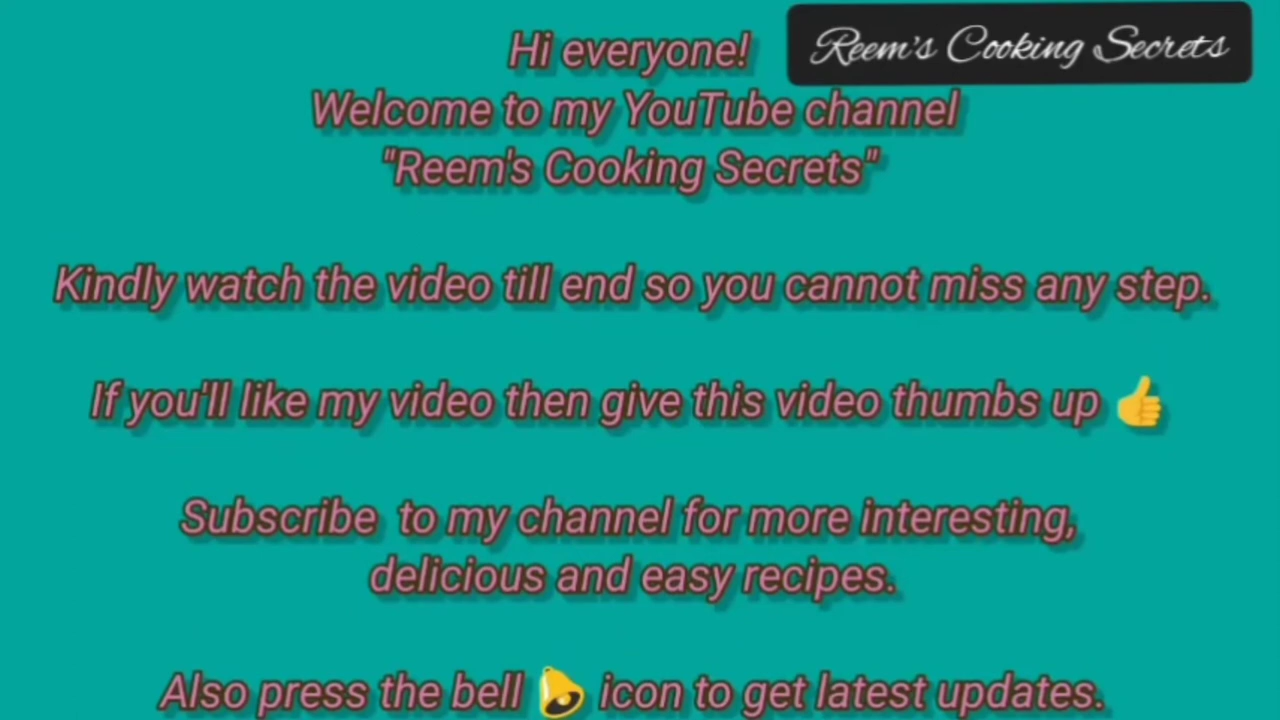 Hi everyone!
Reem's Cooking Secrets
Welcome to my YouTube channel
"Reem's Cooking Secrets"
Kindly watch the video till end so you cannot miss any step.
If you'll like my video then give this video thumbs up 👍
Subscribe  to my channel for more interesting,
delicious and easy recipes.
Also press the bell 🔔 icon to get latest updates.